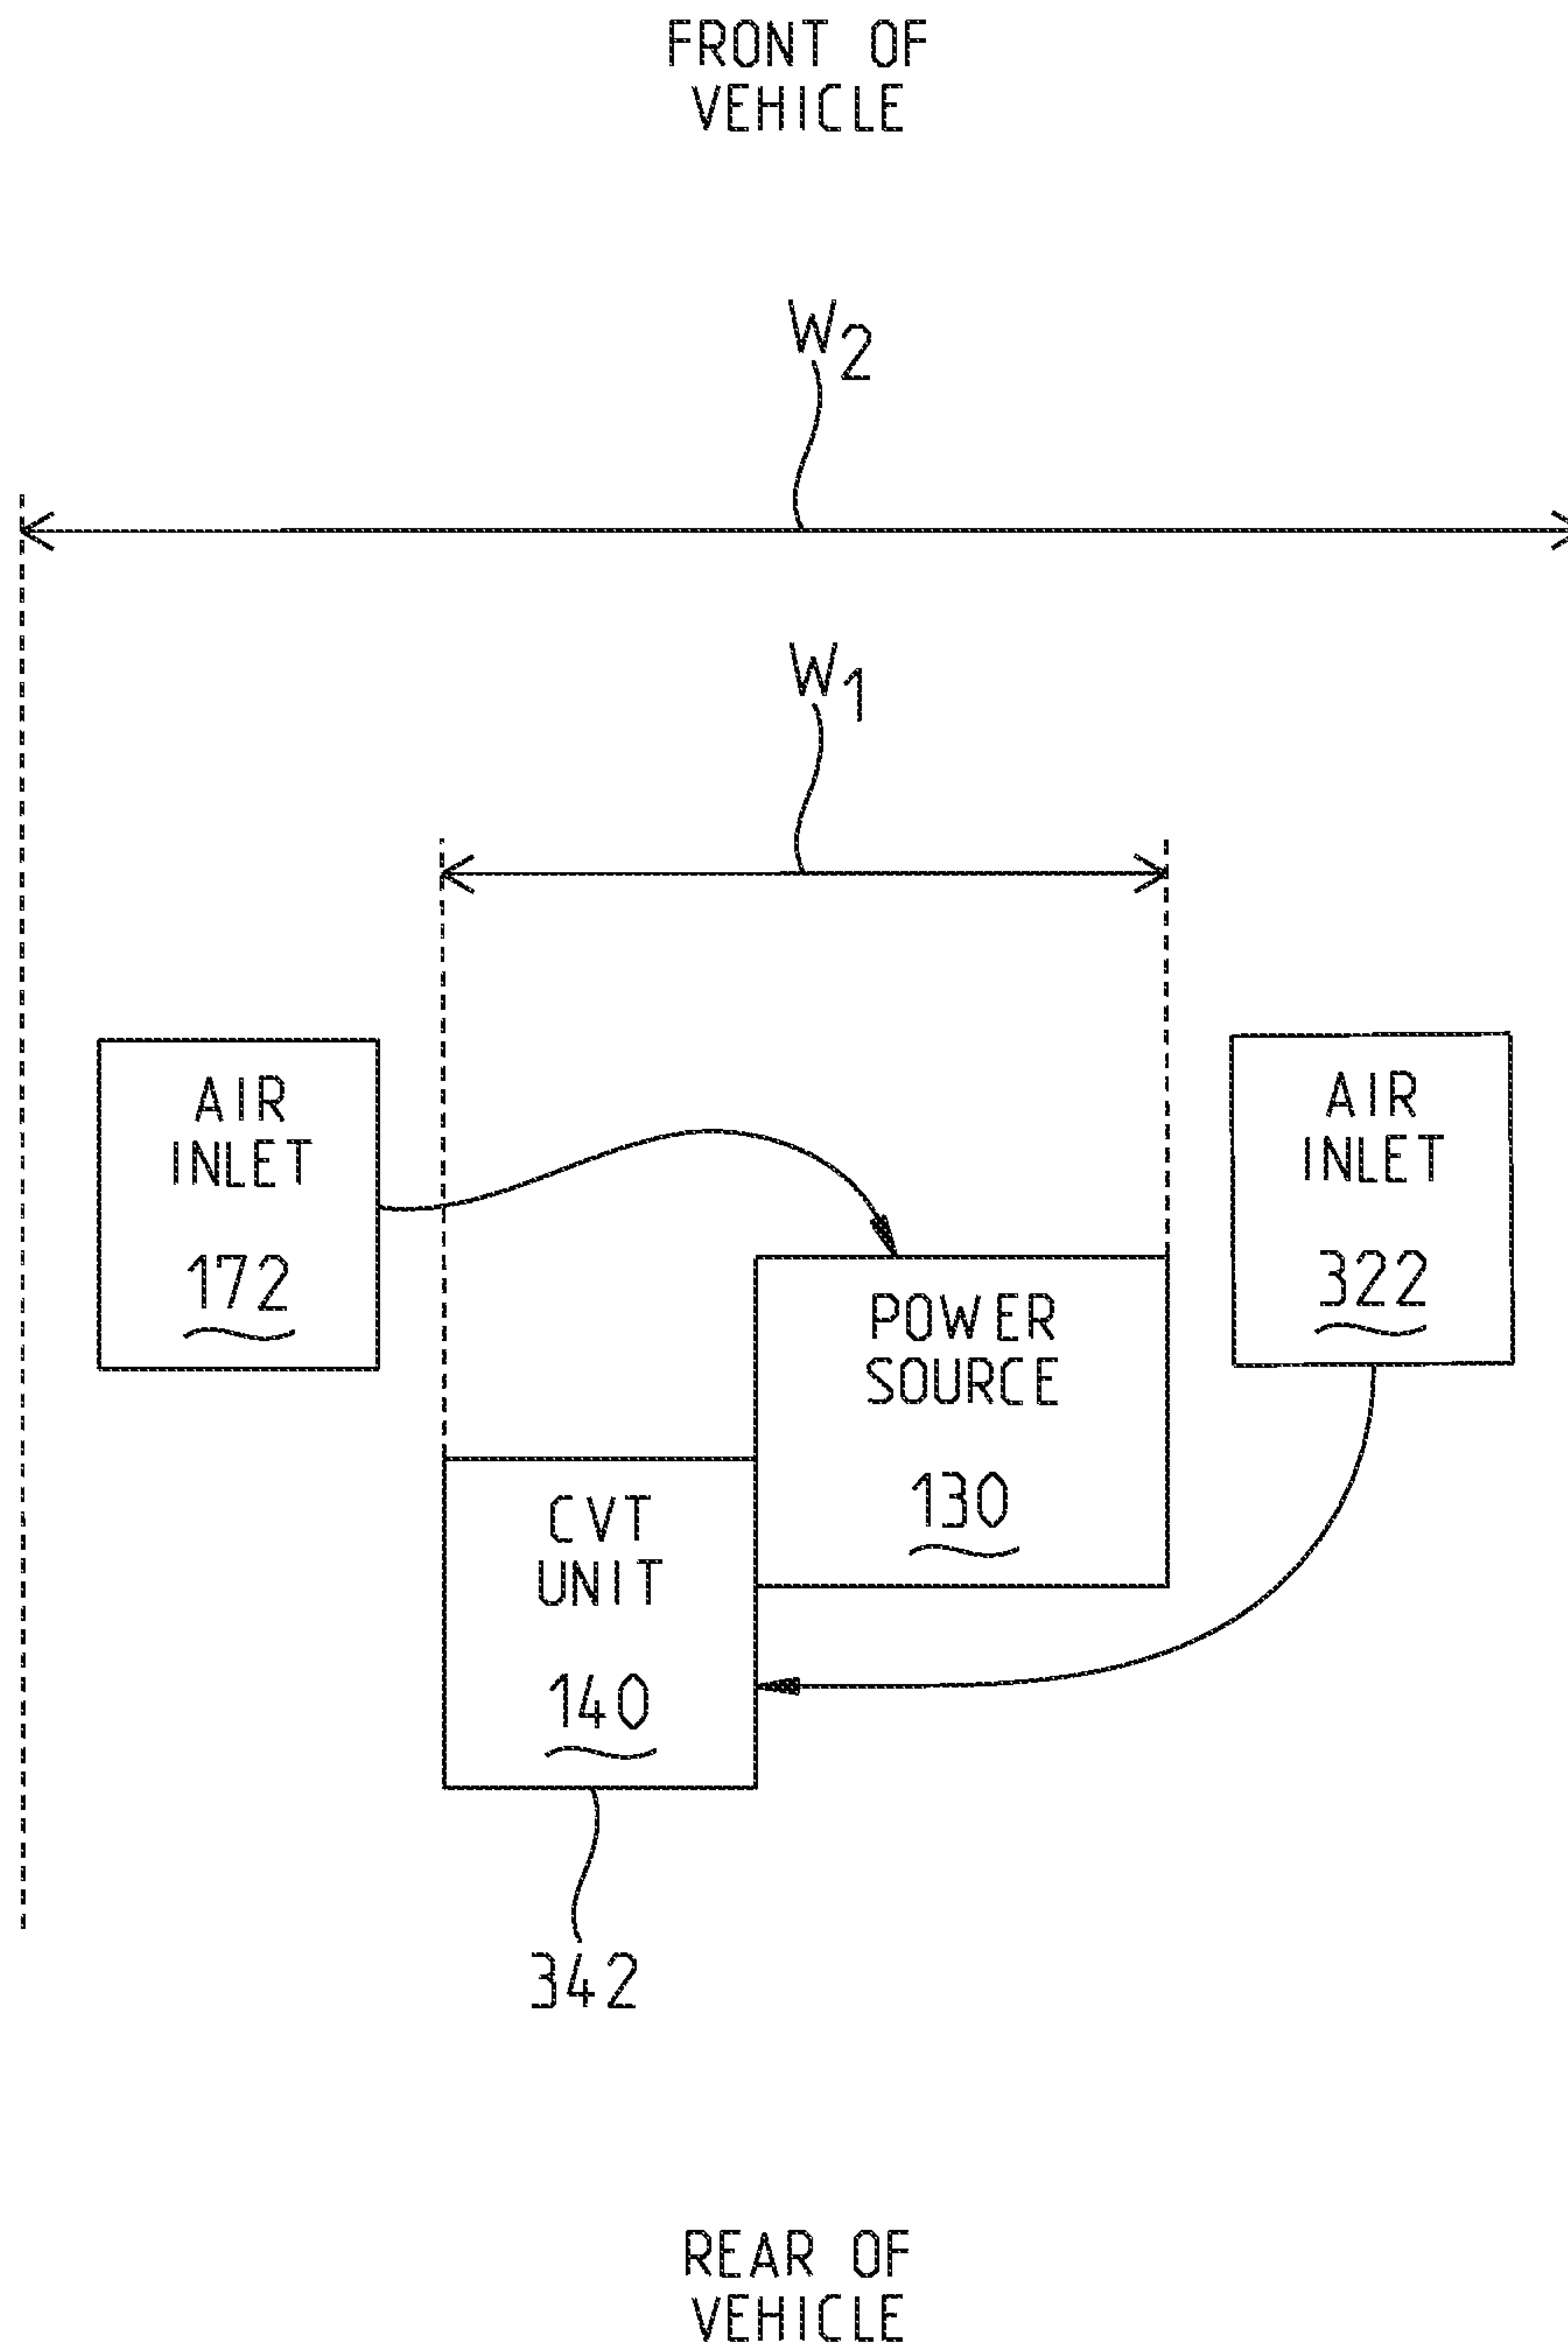 FRONT OF
VEHICLE
W2
W1
AIR
INLET
172
AIR
INLET
322
POWER
SOURCE
130
CVT
UNIT
140
342
REAR OF
VEHICLE